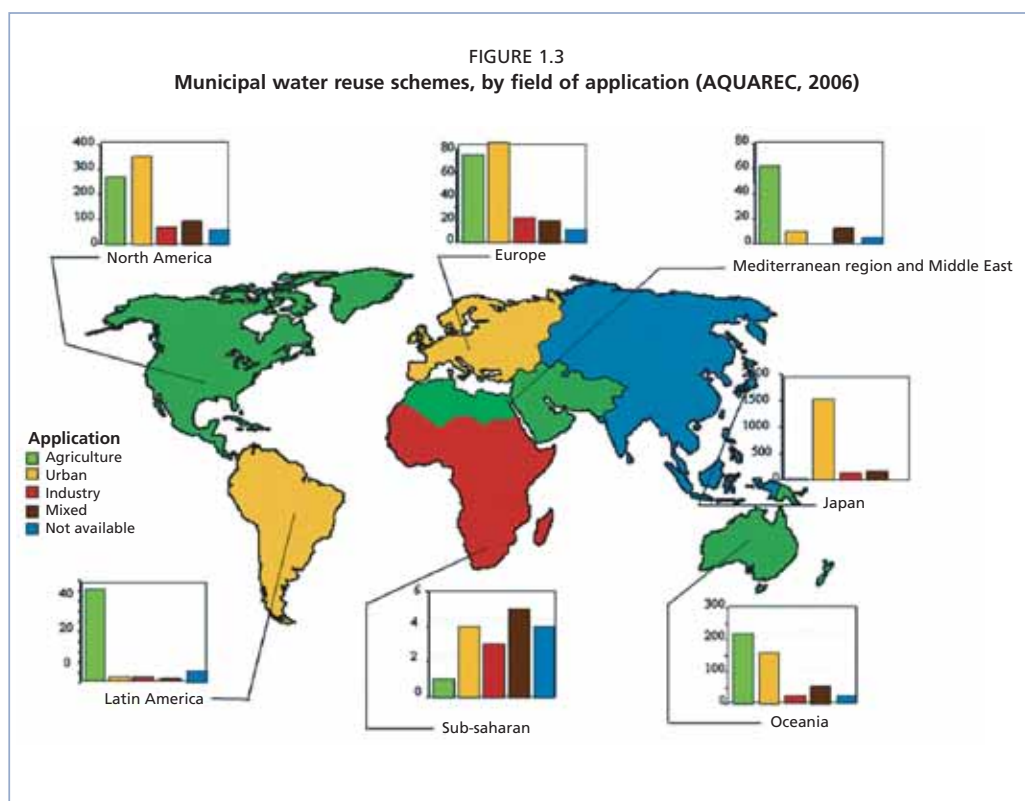 FIGURE 1.3
Municipal water reuse schemes, by field of application (AQUAREC, 2006)
400
300
200
100
0
North America
80
60
40
20
0
Europe
80
60
40
20
0
Mediterranean region and Middle East
Application
Agriculture
Urban
Industry
Mixed
Not available
1500
1000
500
0
Japan
40
20
0
Latin America
6
4
2
0
Sub-saharan
300
200
100
0
Oceania